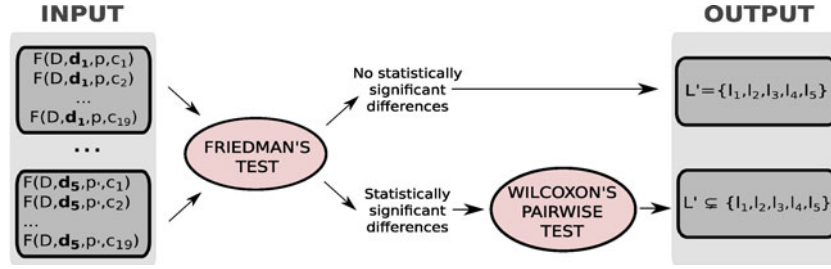 INPUT
F(D,d₁,p,c₁)
F(D,d₁,p,c₂)
...
F(D,d₁,p,c₁₉)
...
F(D,d₅,p',c₁)
F(D,d₅,p',c₂)
...
F(D,d₅,p',c₁₉)
FRIEDMAN'S
TEST
No statistically
significant
differences
Statistically
significant
differences
WILCOXON'S
PAIRWISE
TEST
OUTPUT
L'={l₁,l₂,l₃,l₄,l₅}
L' ⊊ {l₁,l₂,l₃,l₄,l₅}